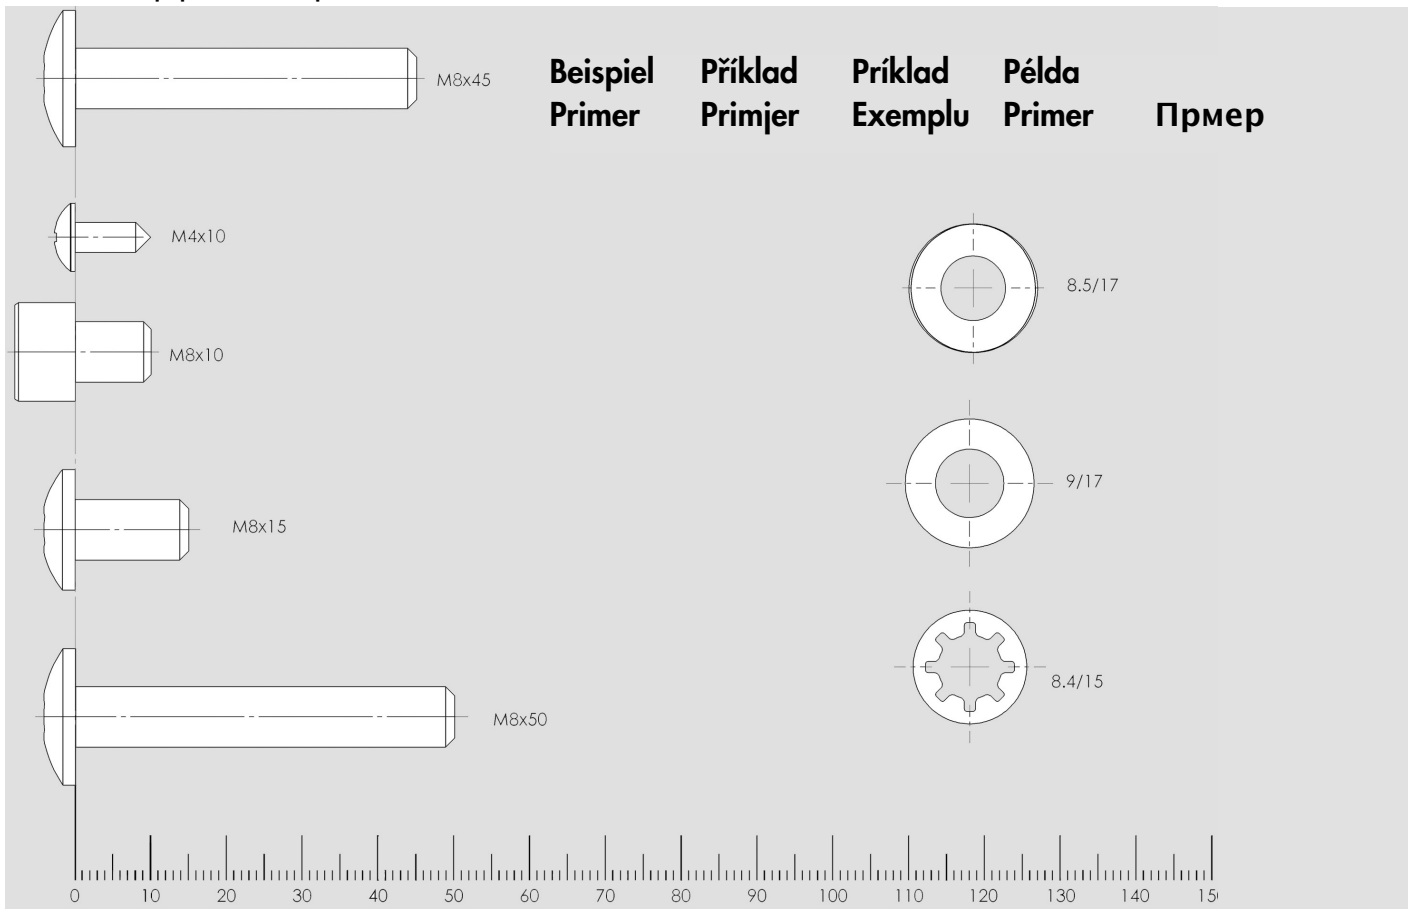 M8x45
Beispiel Příklad Príklad Példa
Primer Primjer Exemplu Primer Прмер
M4x10
8.5/17
M8x10
9/17
M8x15
8.4/15
M8x50
0 10 20 30 40 50 60 70 80 90 100 110 120 130 140 15